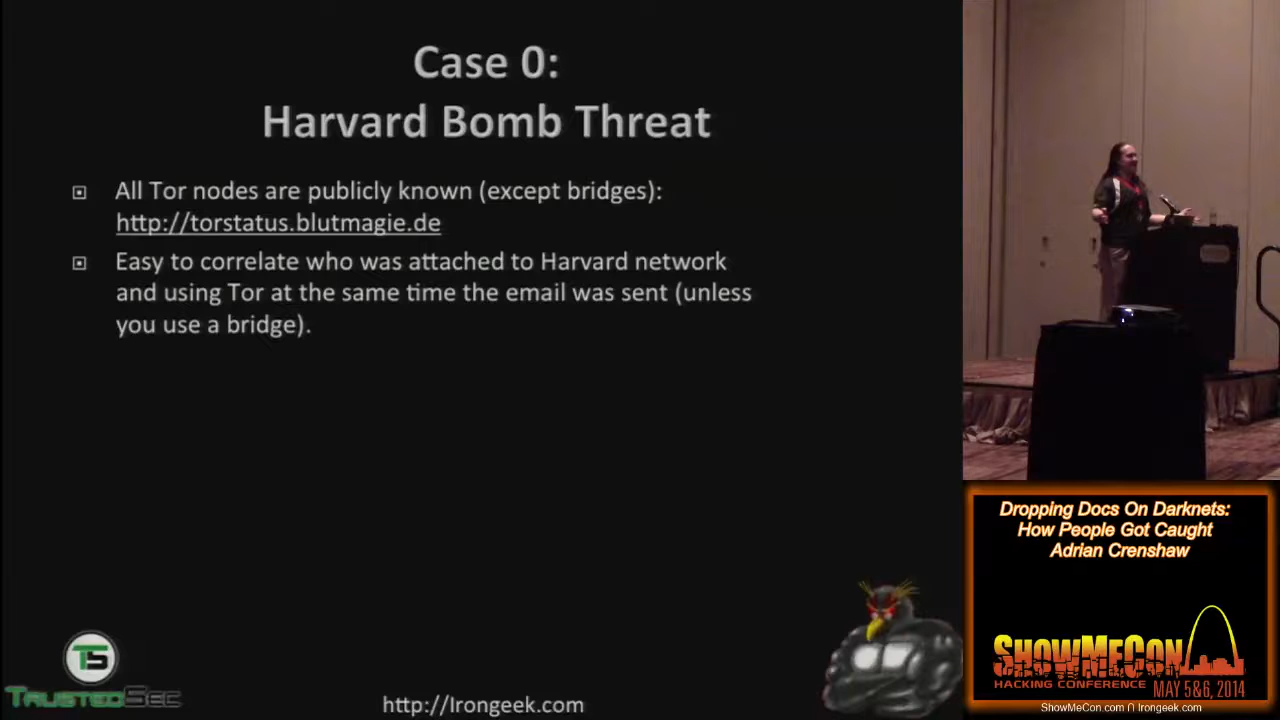 Case 0:
Harvard Bomb Threat
All Tor nodes are publicly known (except bridges):
http://torstatus.blutmagie.de
Easy to correlate who was attached to Harvard network
and using Tor at the same time the email was sent (unless
you use a bridge).
TS
TRUSTEDSEC
http://Irongeek.com
Dropping Docs On Darknets:
How People Got Caught
Adrian Crenshaw
SHOWMECON
HACKING CONFERENCE
MAY 5&6, 2014
ShowMeCon.com ∩ Irongeek.com